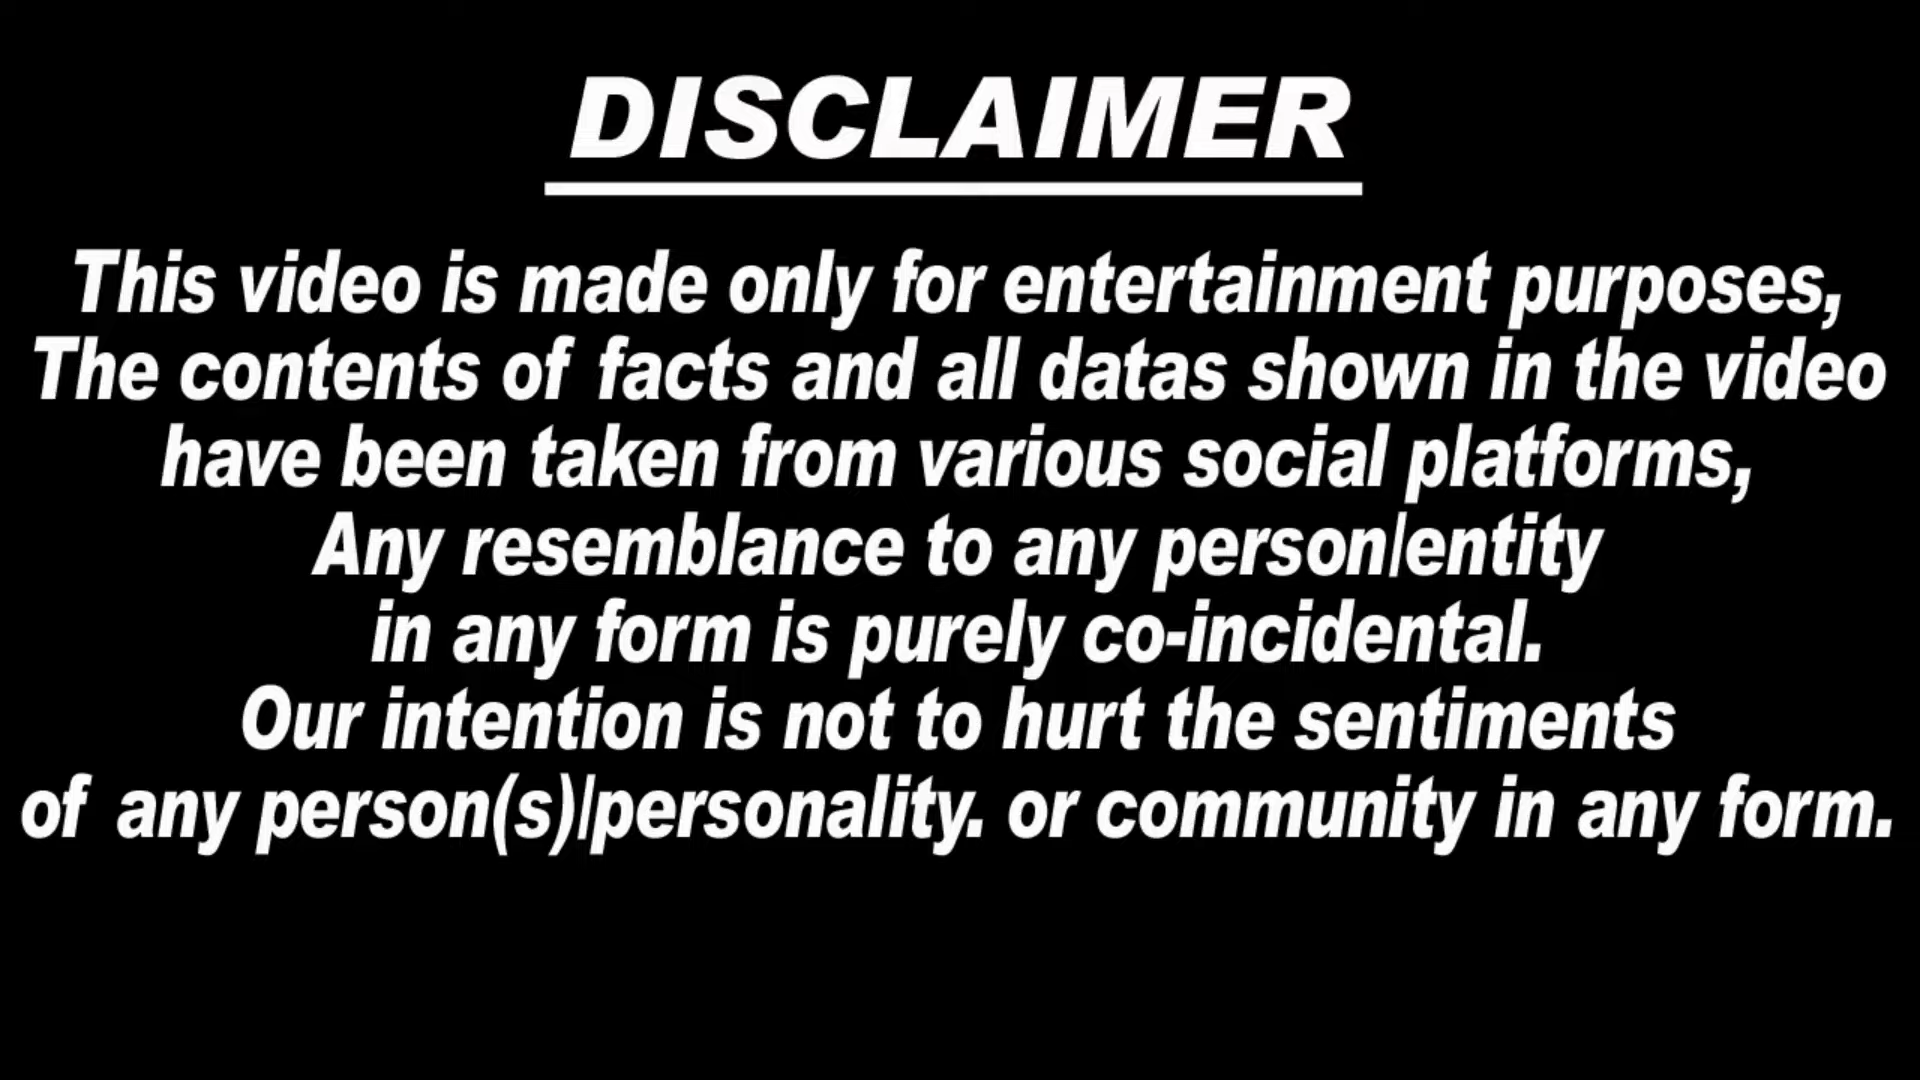 DISCLAIMER
This video is made only for entertainment purposes,
The contents of facts and all datas shown in the video
have been taken from various social platforms,
Any resemblance to any person/entity
in any form is purely co-incidental.
Our intention is not to hurt the sentiments
of any person(s)/personality. or community in any form.